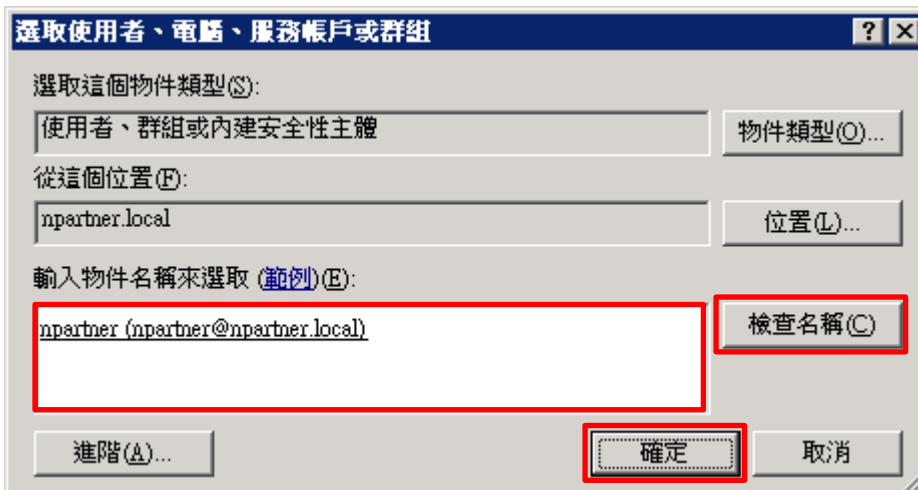 選取使用者、電腦、服務帳戶或群組
選取這個物件類型(S):
使用者、群組或內建安全性主體
物件類型(O)...
從這個位置(F):
npartner.local
位置(L)...
輸入物件名稱來選取 (範例)(E):
npartner (npartner@npartner.local)
檢查名稱(C)
進階(A)...
確定
取消